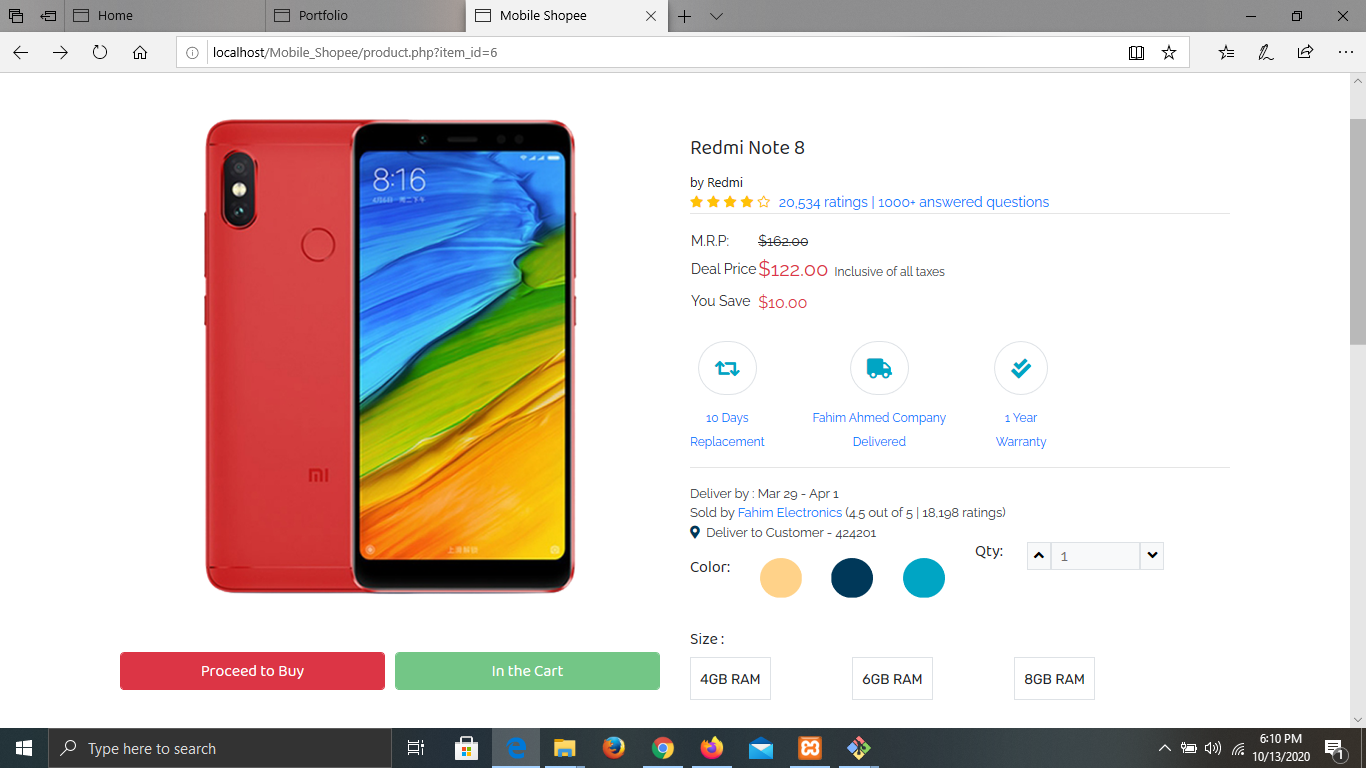 Home
Portfolio
Mobile Shopee
localhost/Mobile_Shopee/product.php?item_id=6
8:16
mi
Redmi Note 8
by Redmi
20,534 ratings | 1000+ answered questions
M.R.P: $162.00
Deal Price $122.00 Inclusive of all taxes
You Save $10.00
10 Days Replacement
Fahim Ahmed Company Delivered
1 Year Warranty
Deliver by : Mar 29 - Apr 1
Sold by Fahim Electronics (4.5 out of 5 | 18,198 ratings)
Deliver to Customer - 424201
Color:
Qty: 1
Size :
4GB RAM 6GB RAM 8GB RAM
Proceed to Buy
In the Cart
Type here to search
6:10 PM
10/13/2020
1